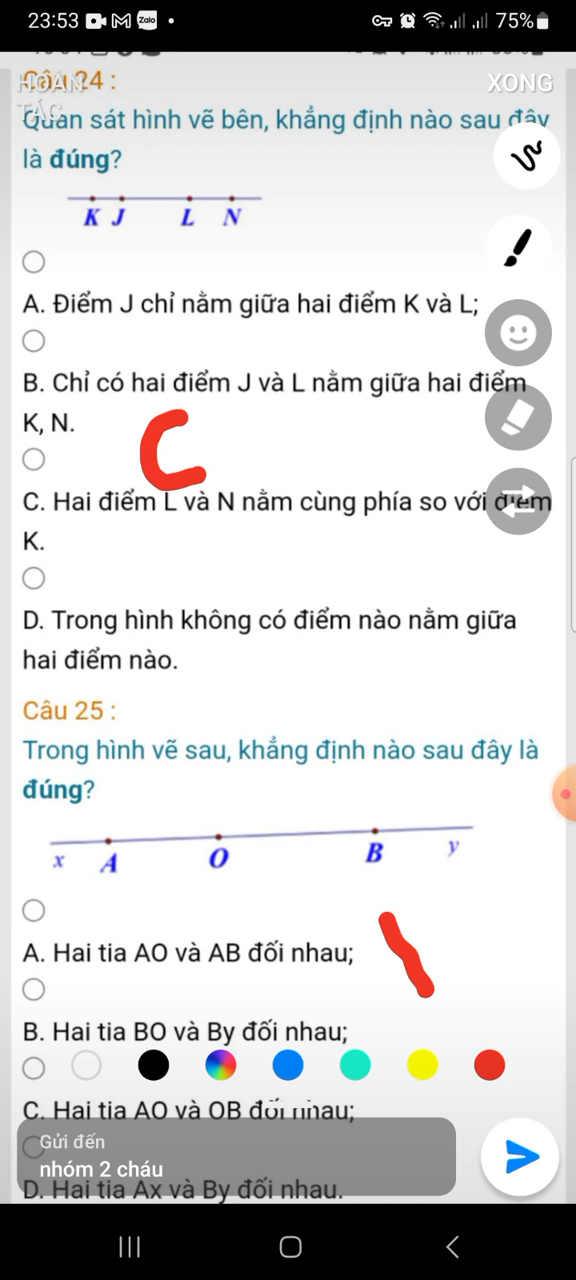 23:53
Zalo
75%
HOÀN
TÁC
XONG
Câu 24 :
Quan sát hình vẽ bên, khẳng định nào sau đây
là đúng?
K J L N
A. Điểm J chỉ nằm giữa hai điểm K và L;
B. Chỉ có hai điểm J và L nằm giữa hai điểm
K, N.
C
C. Hai điểm L và N nằm cùng phía so với điểm
K.
D. Trong hình không có điểm nào nằm giữa
hai điểm nào.
Câu 25 :
Trong hình vẽ sau, khẳng định nào sau đây là
đúng?
x A O B y
A. Hai tia AO và AB đối nhau;
B. Hai tia BO và By đối nhau;
C. Hai tia AO và OB đối nhau;
Gửi đến
nhóm 2 cháu
D. Hai tia Ax và By đối nhau.